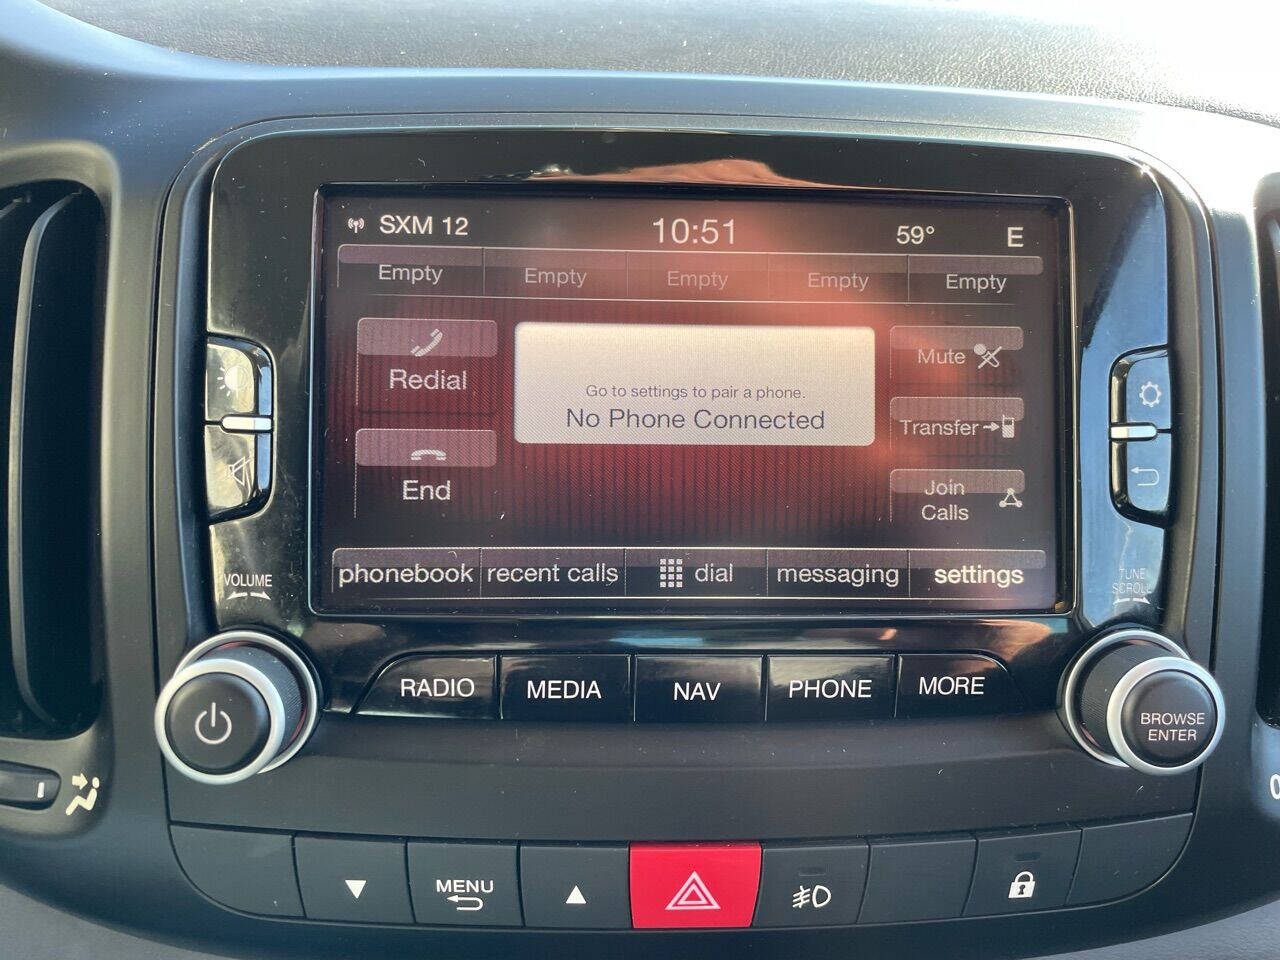 SXM 12
10:51
59°
E
Empty
Empty
Empty
Empty
Empty
Redial
Go to settings to pair a phone.
No Phone Connected
Mute
Transfer
End
Join
Calls
phonebook
recent calls
dial
messaging
settings
VOLUME
TUNE
SCROLL
RADIO
MEDIA
NAV
PHONE
MORE
BROWSE
ENTER
MENU